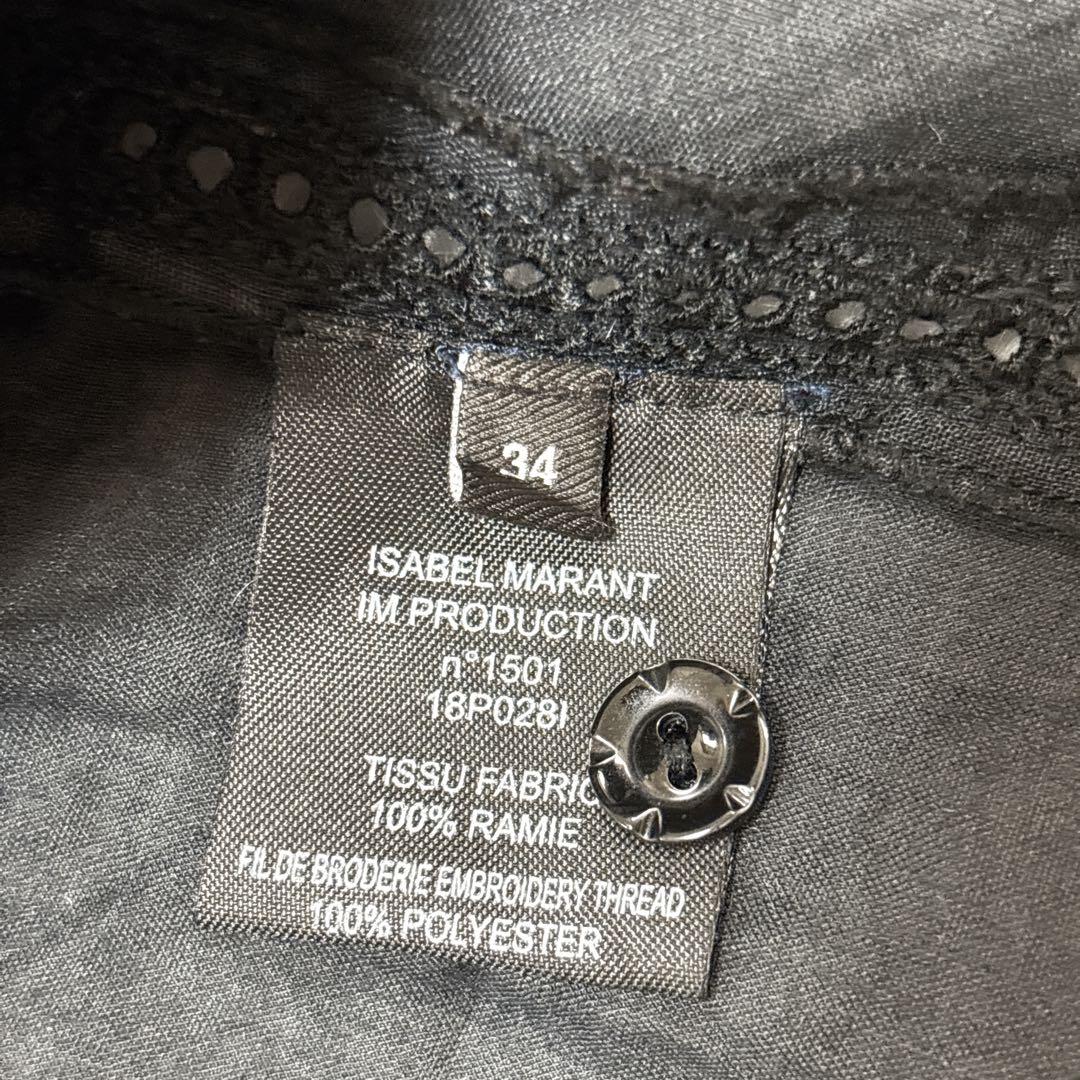 34
ISABEL MARANT
IM PRODUCTION
n°1501
18P028I
TISSU FABRIC
100% RAMIE
FIL DE BRODERIE EMBROIDERY THREAD
100% POLYESTER